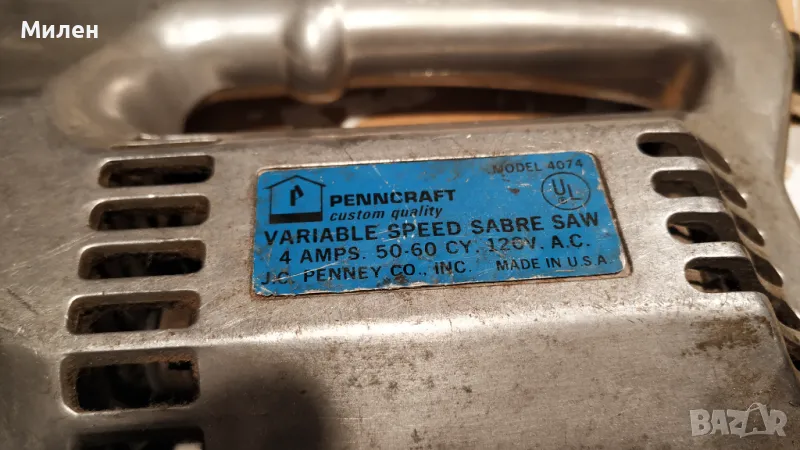 Милен
MODEL 4074
PENNCRAFT
UL
custom quality
VARIABLE SPEED SABRE SAW
4 AMPS. 50-60 CY. 120V. A.C.
J.C. PENNEY CO., INC. MADE IN U.S.A.
BAZAR